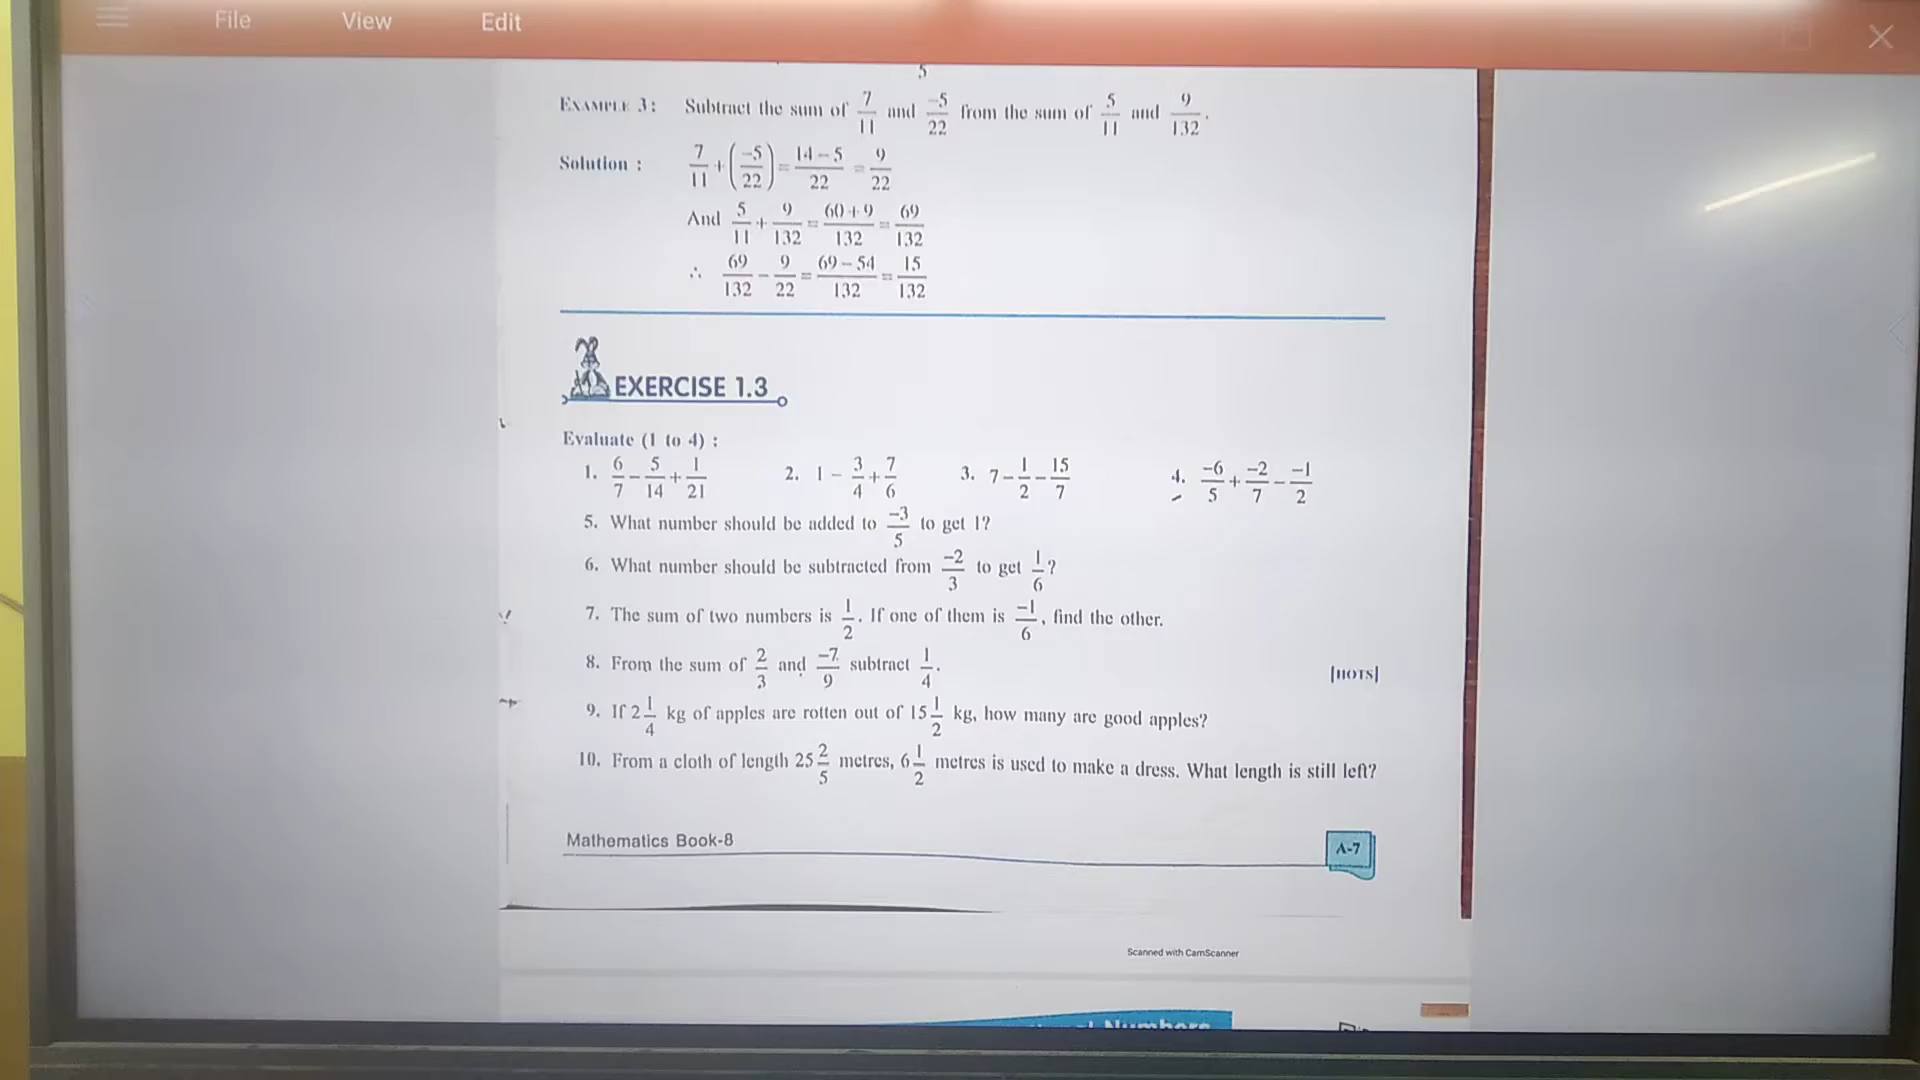 File View Edit
5
EXAMPLE 3: Subtract the sum of 7/11 and -5/22 from the sum of 5/11 and 9/132.
Solution : 7/11 + (-5/22) = 14-5/22 = 9/22
And 5/11 + 9/132 = 60+9/132 = 69/132
∴ 69/132 - 9/22 = 69-54/132 = 15/132
EXERCISE 1.3
Evaluate (1 to 4) :
1. 6/7 - 5/14 + 1/21 2. 1 - 3/4 + 7/6 3. 7 - 1/2 - 15/7 4. -6/5 + -2/7 - -1/2
5. What number should be added to -3/5 to get 1?
6. What number should be subtracted from -2/3 to get 1/6?
7. The sum of two numbers is 1/2. If one of them is -1/6, find the other.
8. From the sum of 2/3 and -7/9 subtract 1/4. [HOTS]
9. If 2 1/4 kg of apples are rotten out of 15 1/2 kg, how many are good apples?
10. From a cloth of length 25 2/5 metres, 6 1/2 metres is used to make a dress. What length is still left?
Mathematics Book-8 A-7
Scanned with CamScanner
Numbers